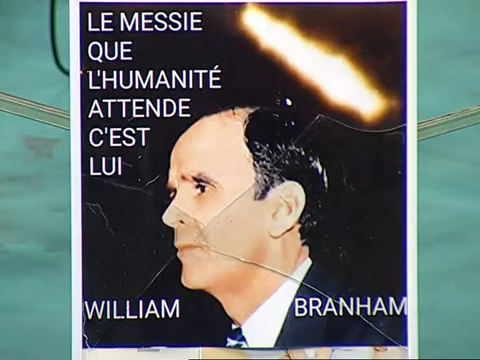 LE MESSIE
QUE
L'HUMANITÉ
ATTENDE
C'EST
LUI
WILLIAM BRANHAM